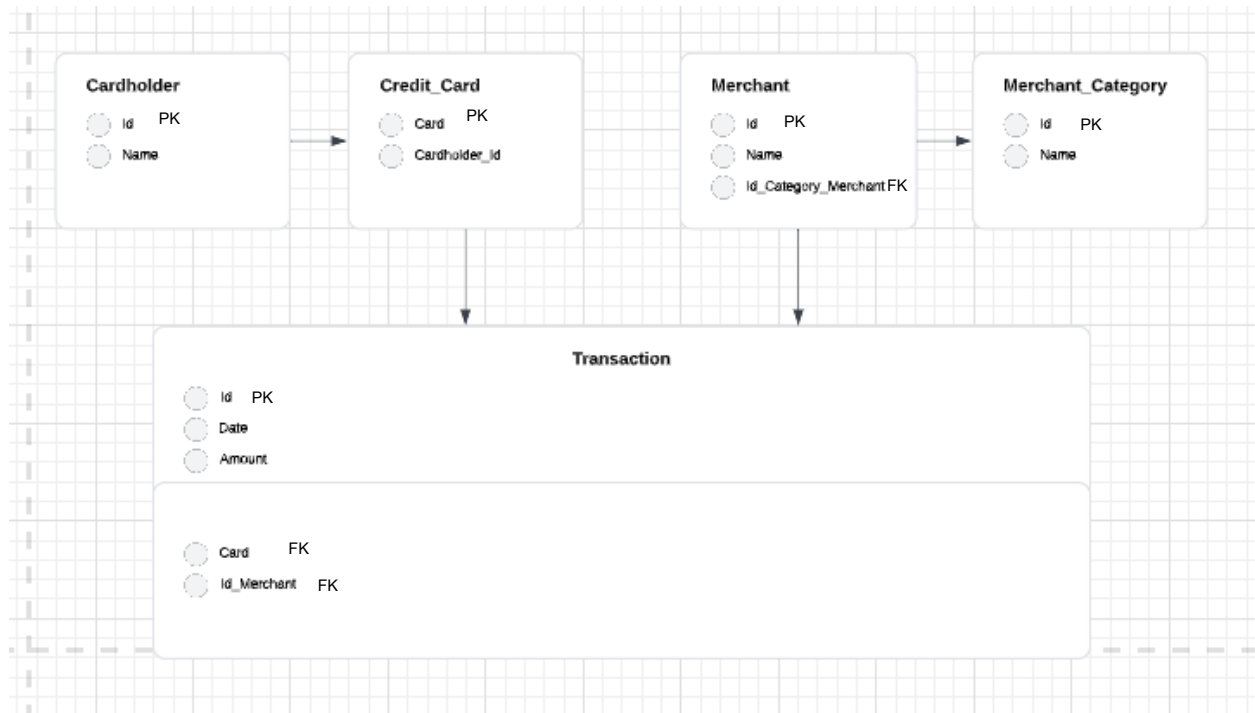 Cardholder
Id PK
Name
Credit_Card
Card PK
Cardholder_Id
Merchant
Id PK
Name
Id_Category_Merchant FK
Merchant_Category
Id PK
Name
Transaction
Id PK
Date
Amount
Card FK
Id_Merchant FK